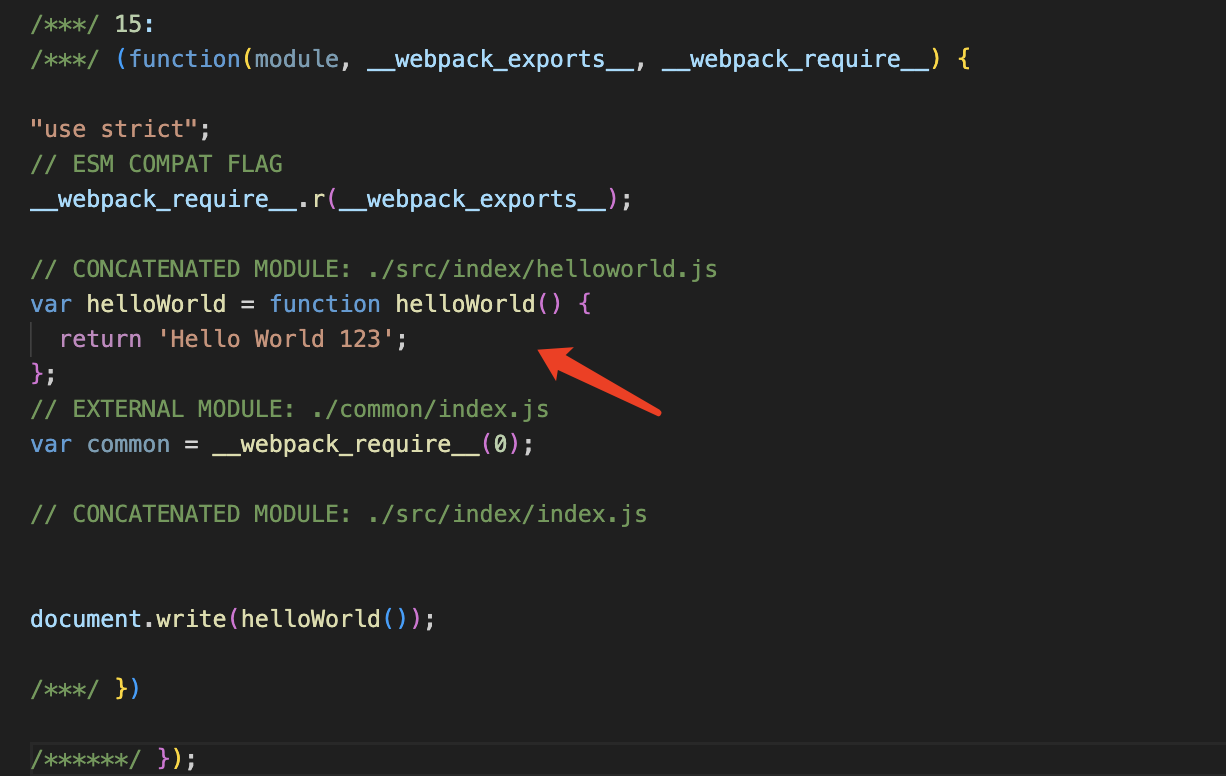 /***/ 15:
/***/ (function(module, __webpack_exports__, __webpack_require__) {
"use strict";
// ESM COMPAT FLAG
__webpack_require__.r(__webpack_exports__);
// CONCATENATED MODULE: ./src/index/helloworld.js
var helloWorld = function helloWorld() {
  return 'Hello World 123';
};
// EXTERNAL MODULE: ./common/index.js
var common = __webpack_require__(0);
// CONCATENATED MODULE: ./src/index/index.js
document.write(helloWorld());
/***/ })
/******/ });